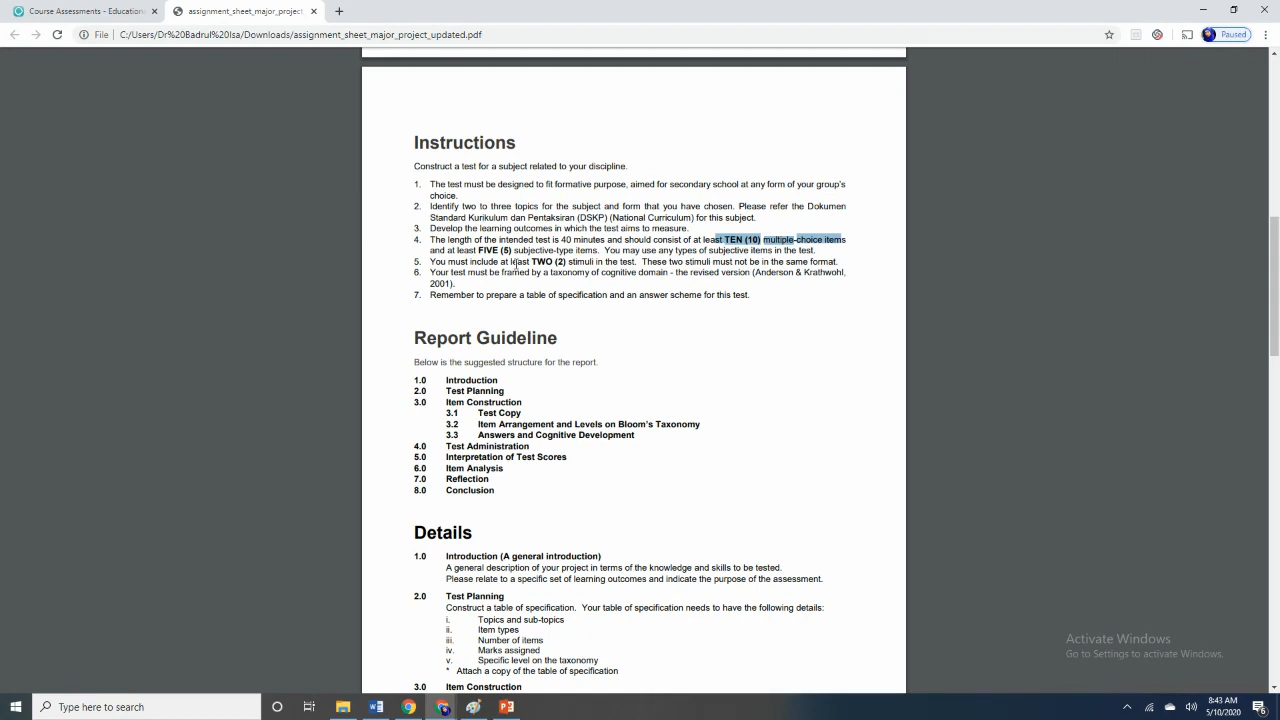 Course Assessments - Education
assignment_sheet_major_project
File
C:/Users/Dr%20Badrul%20Isa/Downloads/assignment_sheet_major_project_updated.pdf
Paused
Instructions
Construct a test for a subject related to your discipline.
1. The test must be designed to fit formative purpose, aimed for secondary school at any form of your group's
choice.
2. Identify two to three topics for the subject and form that you have chosen. Please refer the Dokumen
Standard Kurikulum dan Pentaksiran (DSKP) (National Curriculum) for this subject.
3. Develop the learning outcomes in which the test aims to measure.
4. The length of the intended test is 40 minutes and should consist of at least TEN (10) multiple-choice items
and at least FIVE (5) subjective-type items. You may use any types of subjective items in the test.
5. You must include at least TWO (2) stimuli in the test. These two stimuli must not be in the same format.
6. Your test must be framed by a taxonomy of cognitive domain - the revised version (Anderson & Krathwohl,
2001).
7. Remember to prepare a table of specification and an answer scheme for this test.
Report Guideline
Below is the suggested structure for the report.
1.0 Introduction
2.0 Test Planning
3.0 Item Construction
3.1 Test Copy
3.2 Item Arrangement and Levels on Bloom's Taxonomy
3.3 Answers and Cognitive Development
4.0 Test Administration
5.0 Interpretation of Test Scores
6.0 Item Analysis
7.0 Reflection
8.0 Conclusion
Details
1.0 Introduction (A general introduction)
A general description of your project in terms of the knowledge and skills to be tested.
Please relate to a specific set of learning outcomes and indicate the purpose of the assessment.
2.0 Test Planning
Construct a table of specification. Your table of specification needs to have the following details:
i. Topics and sub-topics
ii. Item types
iii. Number of items
iv. Marks assigned
v. Specific level on the taxonomy
* Attach a copy of the table of specification
3.0 Item Construction
Activate Windows
Go to Settings to activate Windows.
Type here to search
8:43 AM
5/10/2020